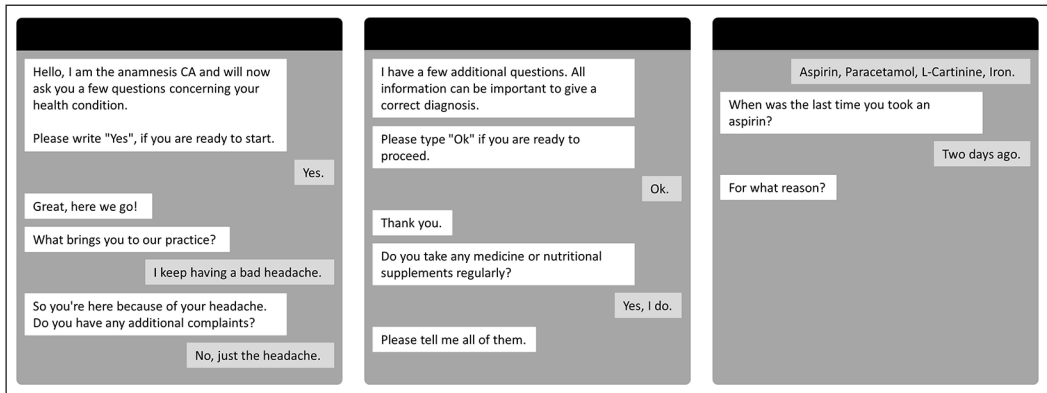 Hello, I am the anamnesis CA and will now
ask you a few questions concerning your
health condition.
Please write "Yes", if you are ready to start.
Yes.
Great, here we go!
What brings you to our practice?
I keep having a bad headache.
So you're here because of your headache.
Do you have any additional complaints?
No, just the headache.
I have a few additional questions. All
information can be important to give a
correct diagnosis.
Please type "Ok" if you are ready to
proceed.
Ok.
Thank you.
Do you take any medicine or nutritional
supplements regularly?
Yes, I do.
Please tell me all of them.
Aspirin, Paracetamol, L-Cartinine, Iron.
When was the last time you took an
aspirin?
Two days ago.
For what reason?